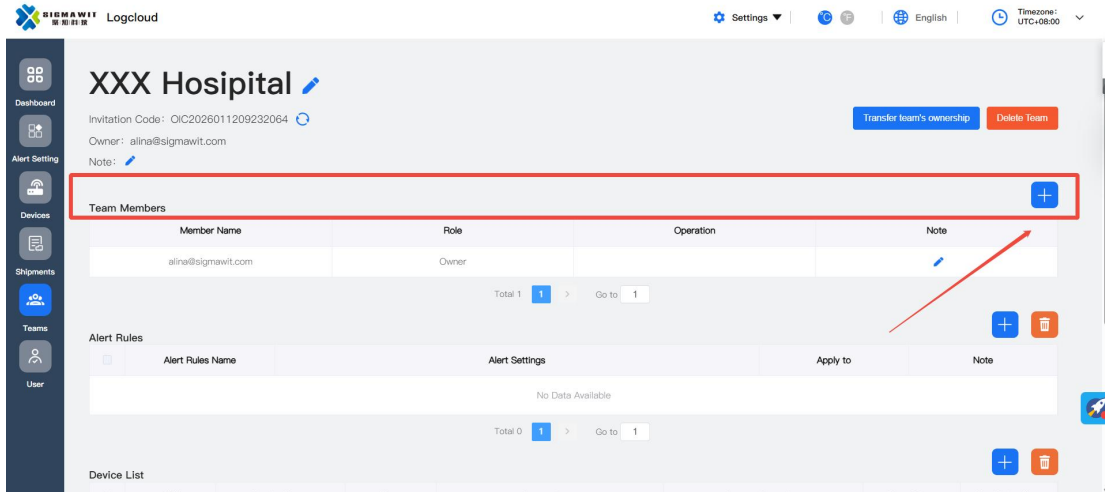 SIGMAWIT Logcloud
聚知科技
Settings ▼ °C °F English Timezone: UTC+08:00
Dashboard
Alert Setting
Devices
Shipments
Teams
User
XXX Hosipital
Invitation Code: OIC2026011209232064
Transfer team's ownership Delete Team
Owner: alina@sigmawit.com
Note:
Team Members
Member Name Role Operation Note
alina@sigmawit.com Owner
Total 1 1 > Go to 1
Alert Rules
Alert Rules Name Alert Settings Apply to Note
No Data Available
Total 0 1 > Go to 1
Device List